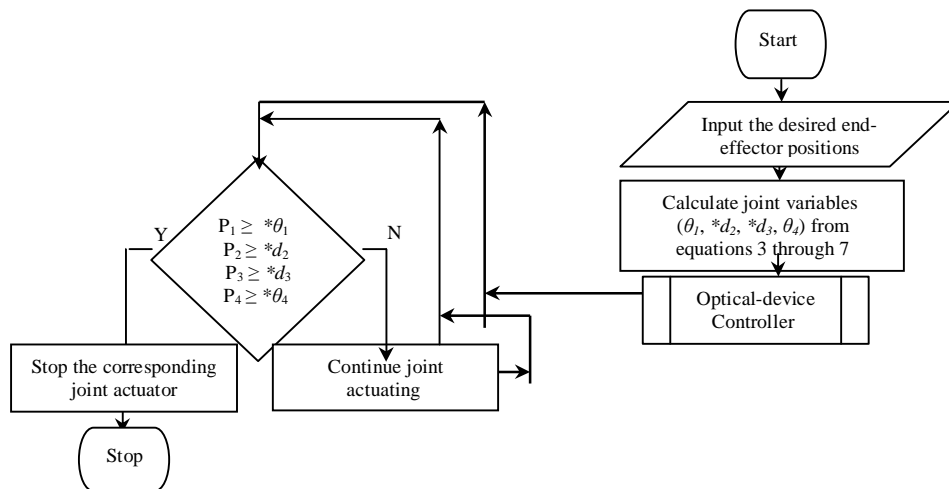 Start
Input the desired end-
effector positions
Calculate joint variables
(θ1, *d2, *d3, θ4) from
equations 3 through 7
Optical-device
Controller
P1 ≥ *θ1
P2 ≥ *d2
P3 ≥ *d3
P4 ≥ *θ4
Y
N
Stop the corresponding
joint actuator
Continue joint
actuating
Stop